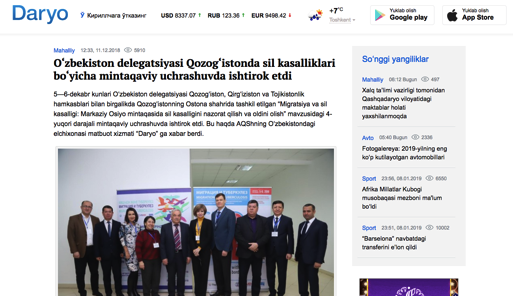 Daryo
Ў Кириллчага ўтказинг
USD 8337.07 ↑ RUB 123.36 ↑ EUR 9498.42 ↓
+7°C
Toshkent
Yuklab olish
Google play
Yuklab olish
App Store
Mahalliy 12:33, 11.12.2018 5910
O‘zbekiston delegatsiyasi Qozog‘istonda sil kasalliklari
bo‘yicha mintaqaviy uchrashuvda ishtirok etdi
5—6-dekabr kunlari O‘zbekiston delegatsiyasi Qozog‘iston, Qirg‘iziston va Tojikistonlik
hamkasblari bilan birgalikda Qozog‘istonning Ostona shahrida tashkil etilgan “Migratsiya va sil
kasalligi: Markaziy Osiyo mintaqasida sil kasalligini nazorat qilish va oldini olish” mavzusidagi 4-
yuqori darajali mintaqaviy uchrashuvda ishtirok etdi. Bu haqda AQShning O‘zbekistondagi
elchixonasi matbuot xizmati “Daryo” ga xabar berdi.
So‘nggi yangiliklar
Mahalliy 06:12 Bugun 497
Xalq ta’limi vazirligi tomonidan
Qashqadaryo viloyatidagi
maktablar holati
yaxshilanmoqda
Avto 05:40 Bugun 2336
Fotogalereya: 2019-yilning eng
ko‘p kutilayotgan avtomobillari
Sport 23:56, 08.01.2019 6550
Afrika Millatlar Kubogi
musobaqasi mezboni ma’lum
bo‘ldi
Sport 23:51, 08.01.2019 10002
“Barselona” navbatdagi
transferini e’lon qildi